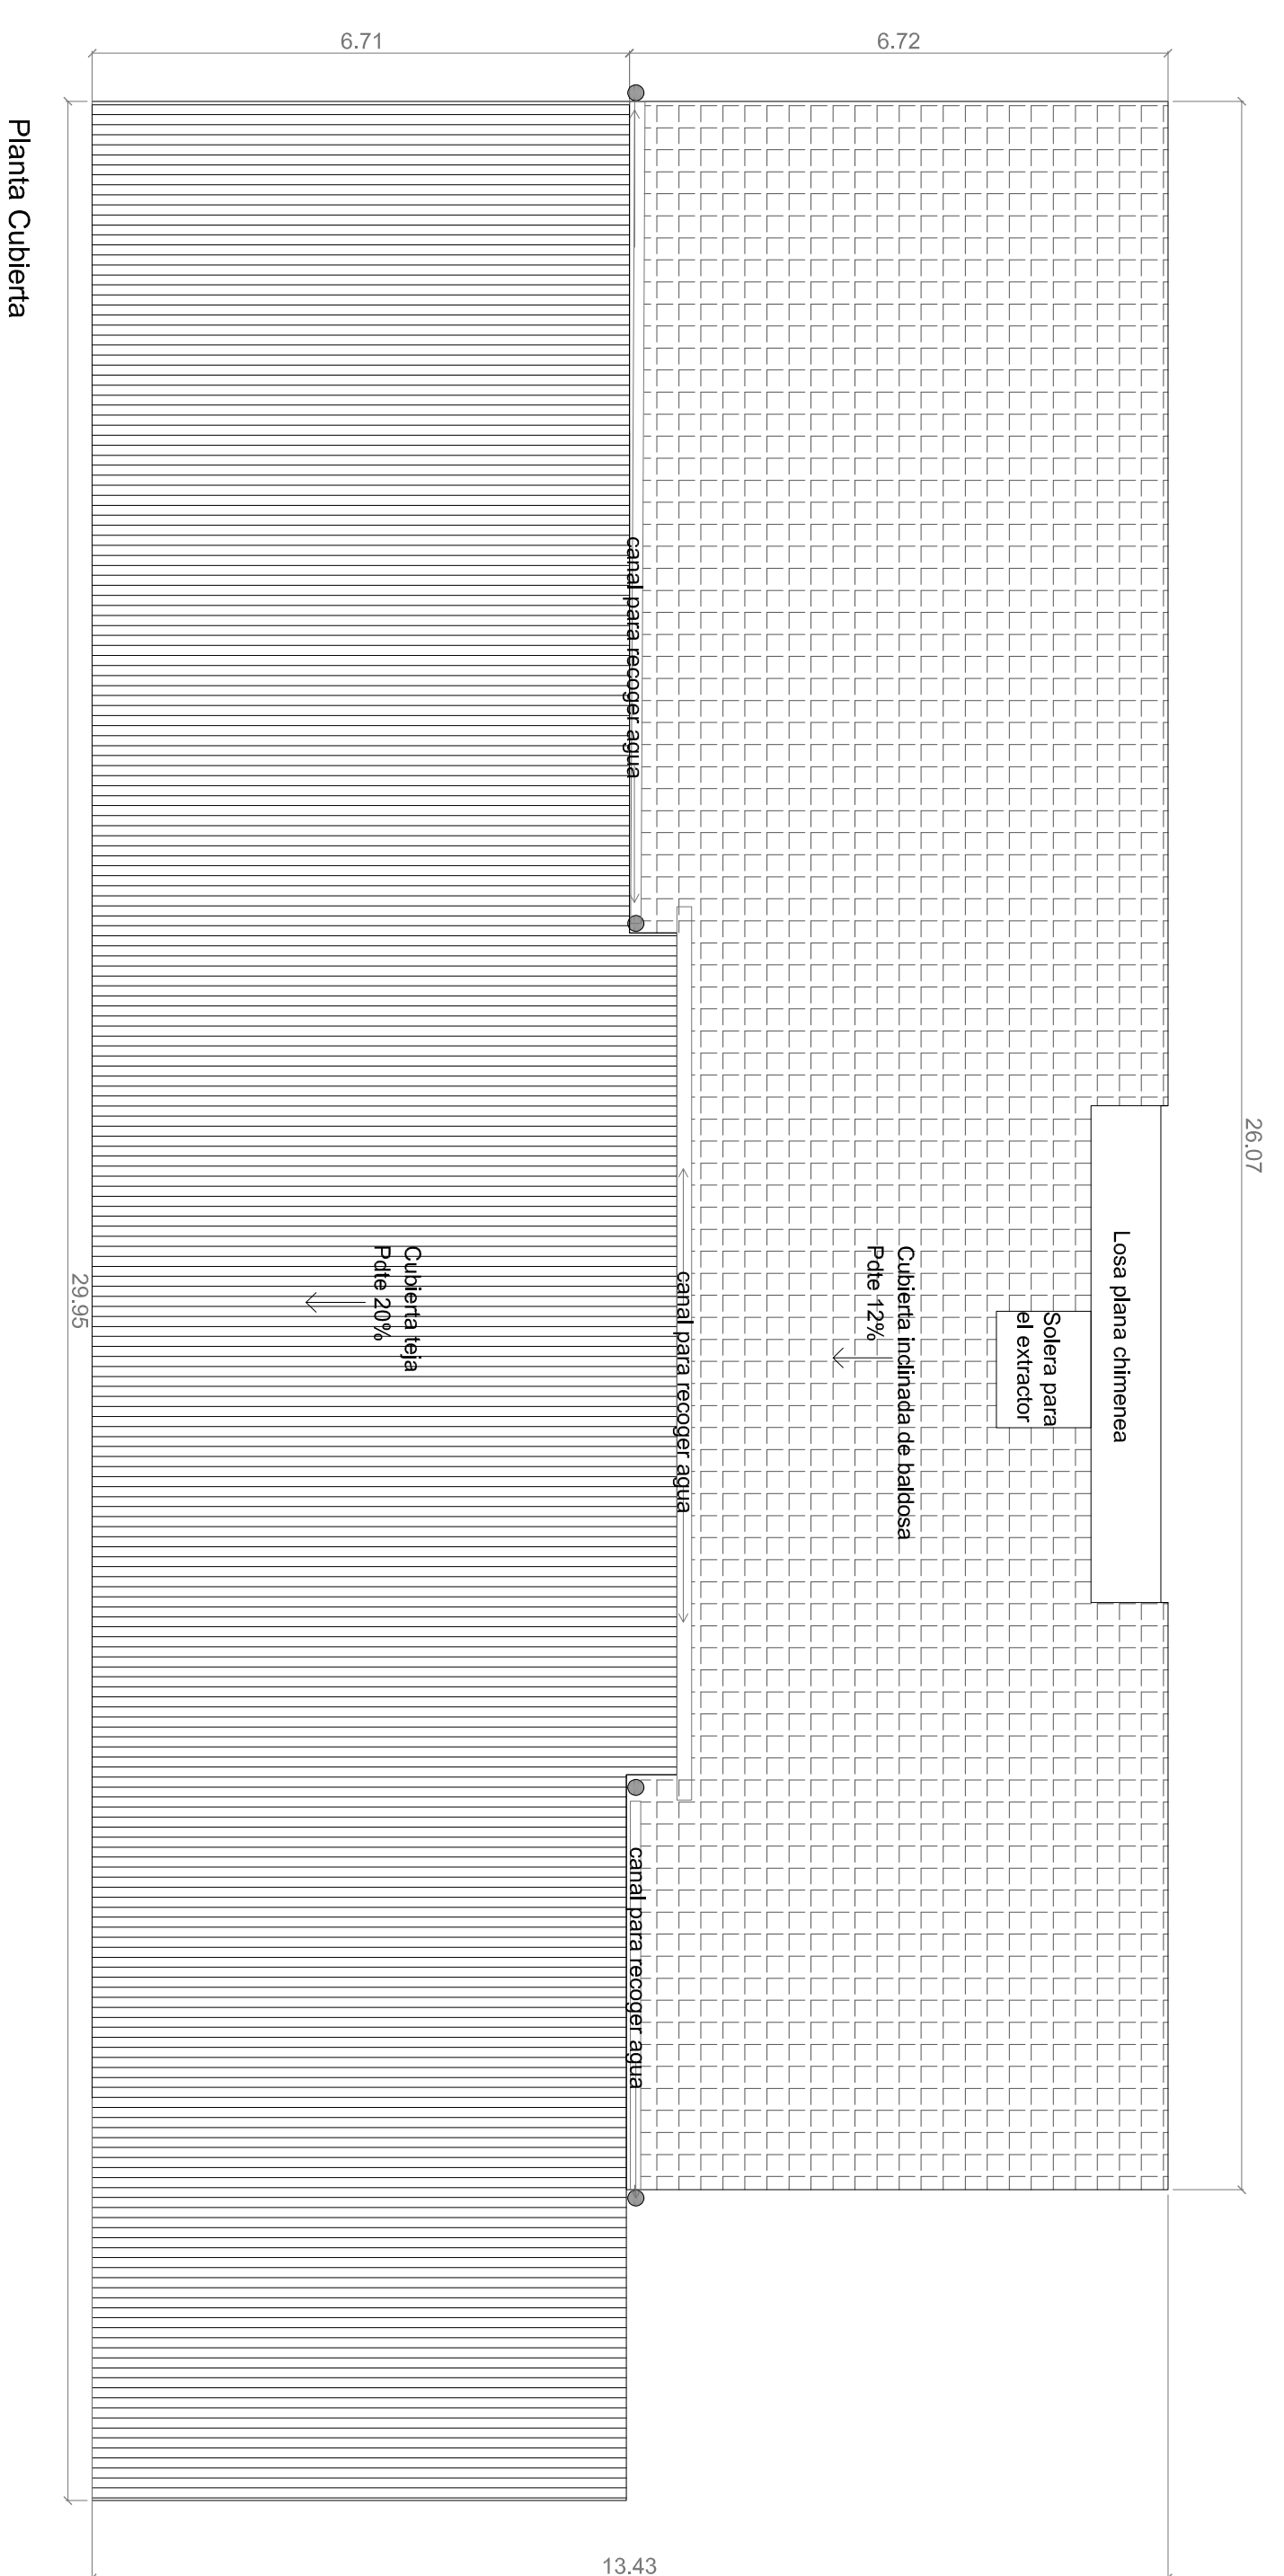 6.71
6.72
26.07
Losa plana chimenea
Solera para
el extractor
Cubierta inclinada de baldosa
Pdte 12%
canal para recoger agua
canal para recoger agua
canal para recoger agua
Cubierta teja
Pdte 20%
29.95
13.43
Planta Cubierta